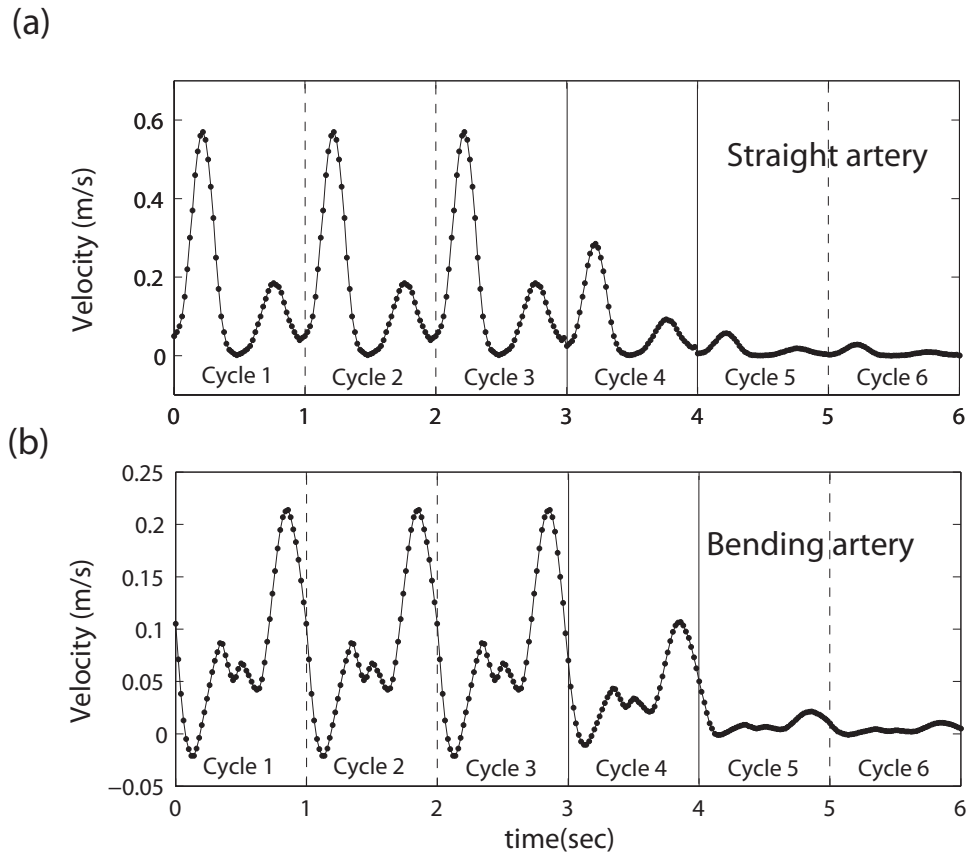 (a)
Velocity (m/s)
0.6
0.4
0.2
0
Straight artery
Cycle 1 Cycle 2 Cycle 3 Cycle 4 Cycle 5 Cycle 6
0 1 2 3 4 5 6
(b)
Velocity (m/s)
0.25
0.2
0.15
0.1
0.05
0
−0.05
Bending artery
Cycle 1 Cycle 2 Cycle 3 Cycle 4 Cycle 5 Cycle 6
0 1 2 3 4 5 6
time(sec)